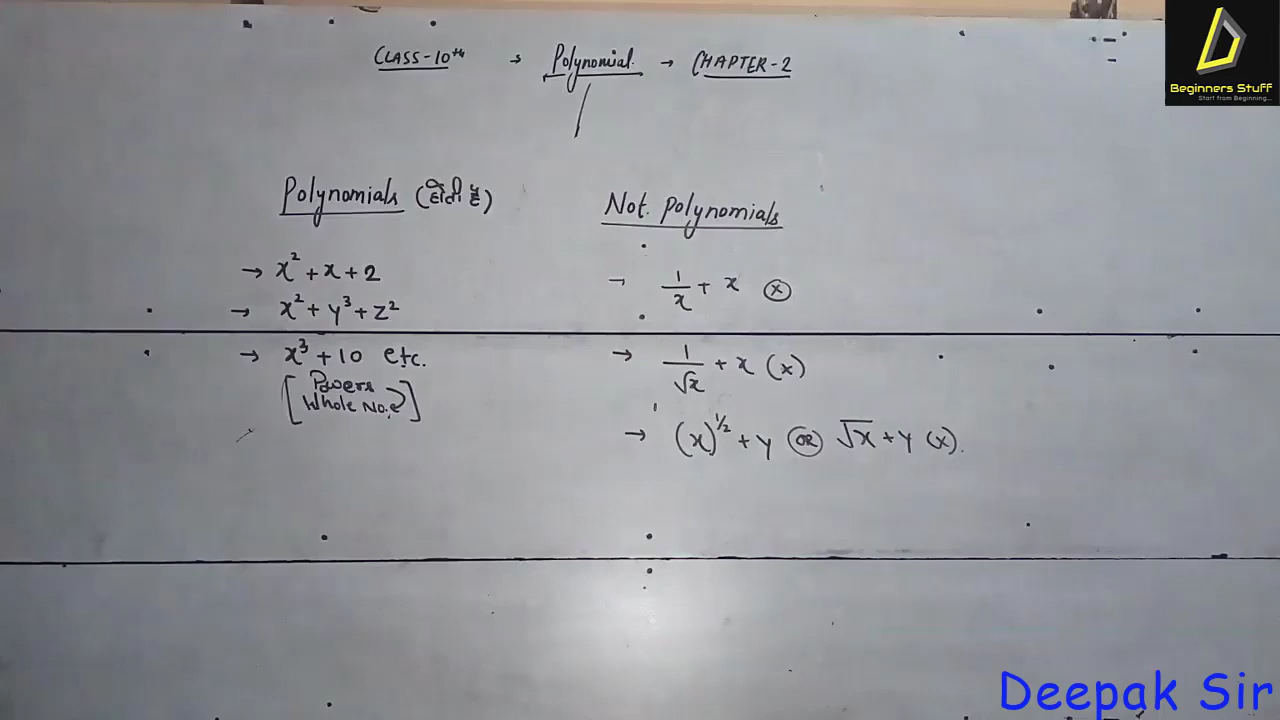 CLASS-10th → Polynomial. → CHAPTER-2
Beginners Stuff
Start from Beginning...
Polynomials (होती है)
→ x² + x + 2
→ x² + y³ + z²
→ x³ + 10 etc.
[Powers
Whole No.]
Not. Polynomials
→ 1/x + x (x)
→ 1/√x + x (x)
→ (x)^1/2 + y OR √x + y (x).
Deepak Sir